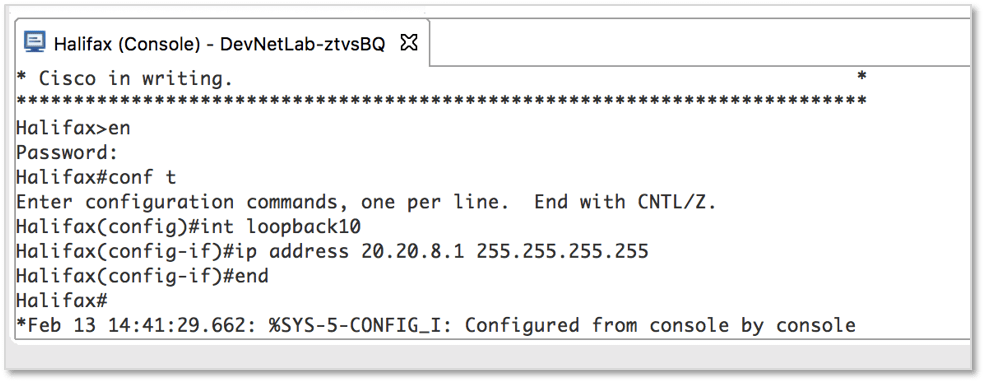 Halifax (Console) - DevNetLab-ztvsBQ
* Cisco in writing.                                                      *
**************************************************************************
Halifax>en
Password:
Halifax#conf t
Enter configuration commands, one per line.  End with CNTL/Z.
Halifax(config)#int loopback10
Halifax(config-if)#ip address 20.20.8.1 255.255.255.255
Halifax(config-if)#end
Halifax#
*Feb 13 14:41:29.662: %SYS-5-CONFIG_I: Configured from console by console